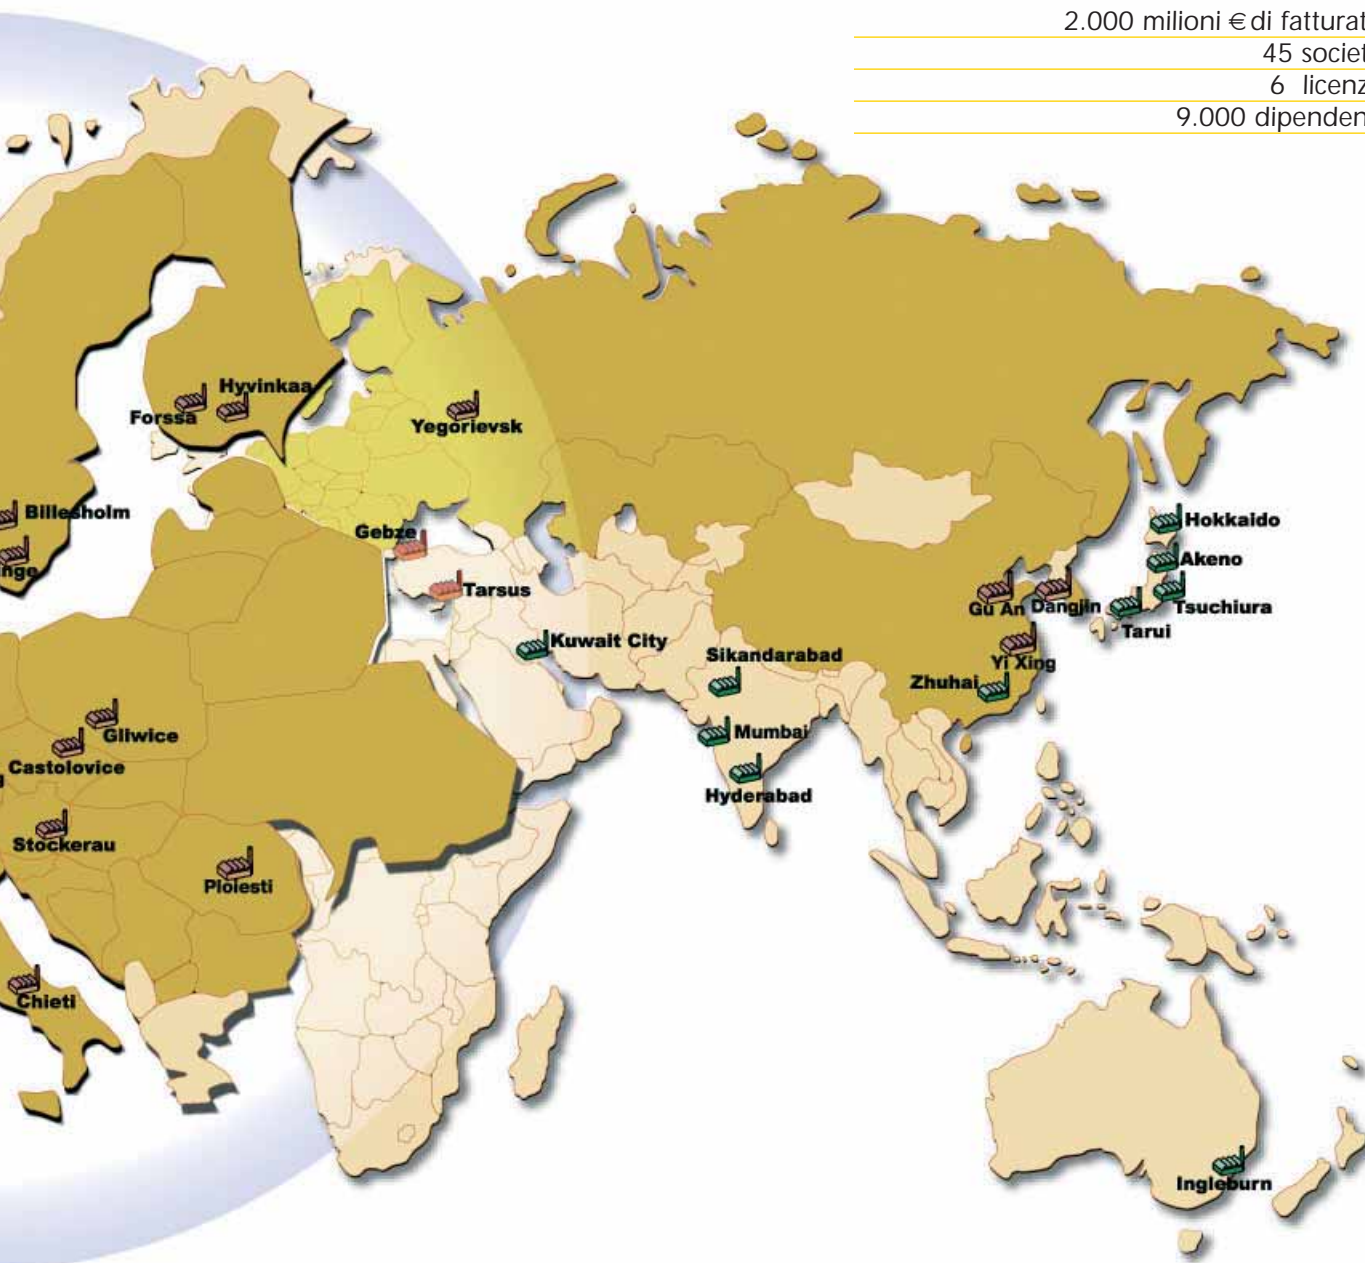 2.000 milioni € di fatturat
45 societ
6 licenz
9.000 dipenden
Hyvinkaa
Forssa
Yegorievsk
Billesholm
Gebze
nge
Tarsus
Hokkaido
Akeno
Gu An
Dangjin
Tsuchiura
Tarui
Kuwait City
Sikandarabad
Yi Xing
Zhuhai
Gliwice
Mumbai
Castolovice
Hyderabad
Stockerau
Ploiesti
Chieti
Ingleburn